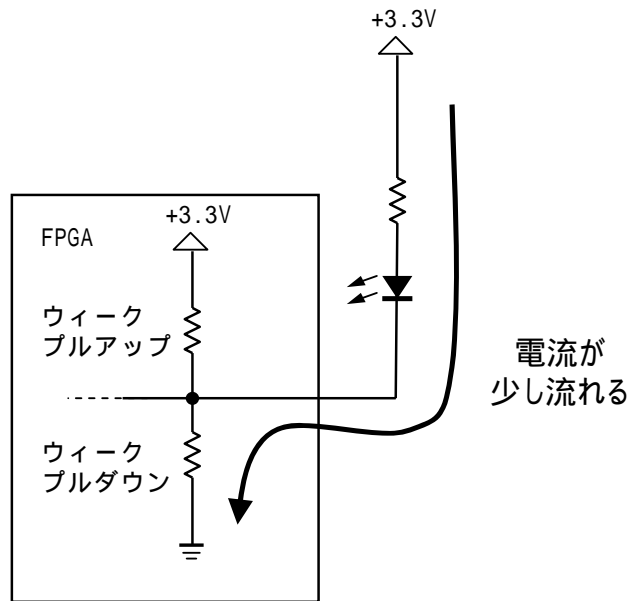 +3.3V
+3.3V
FPGA
ウィーク
プルアップ
電流が
少し流れる
ウィーク
プルダウン